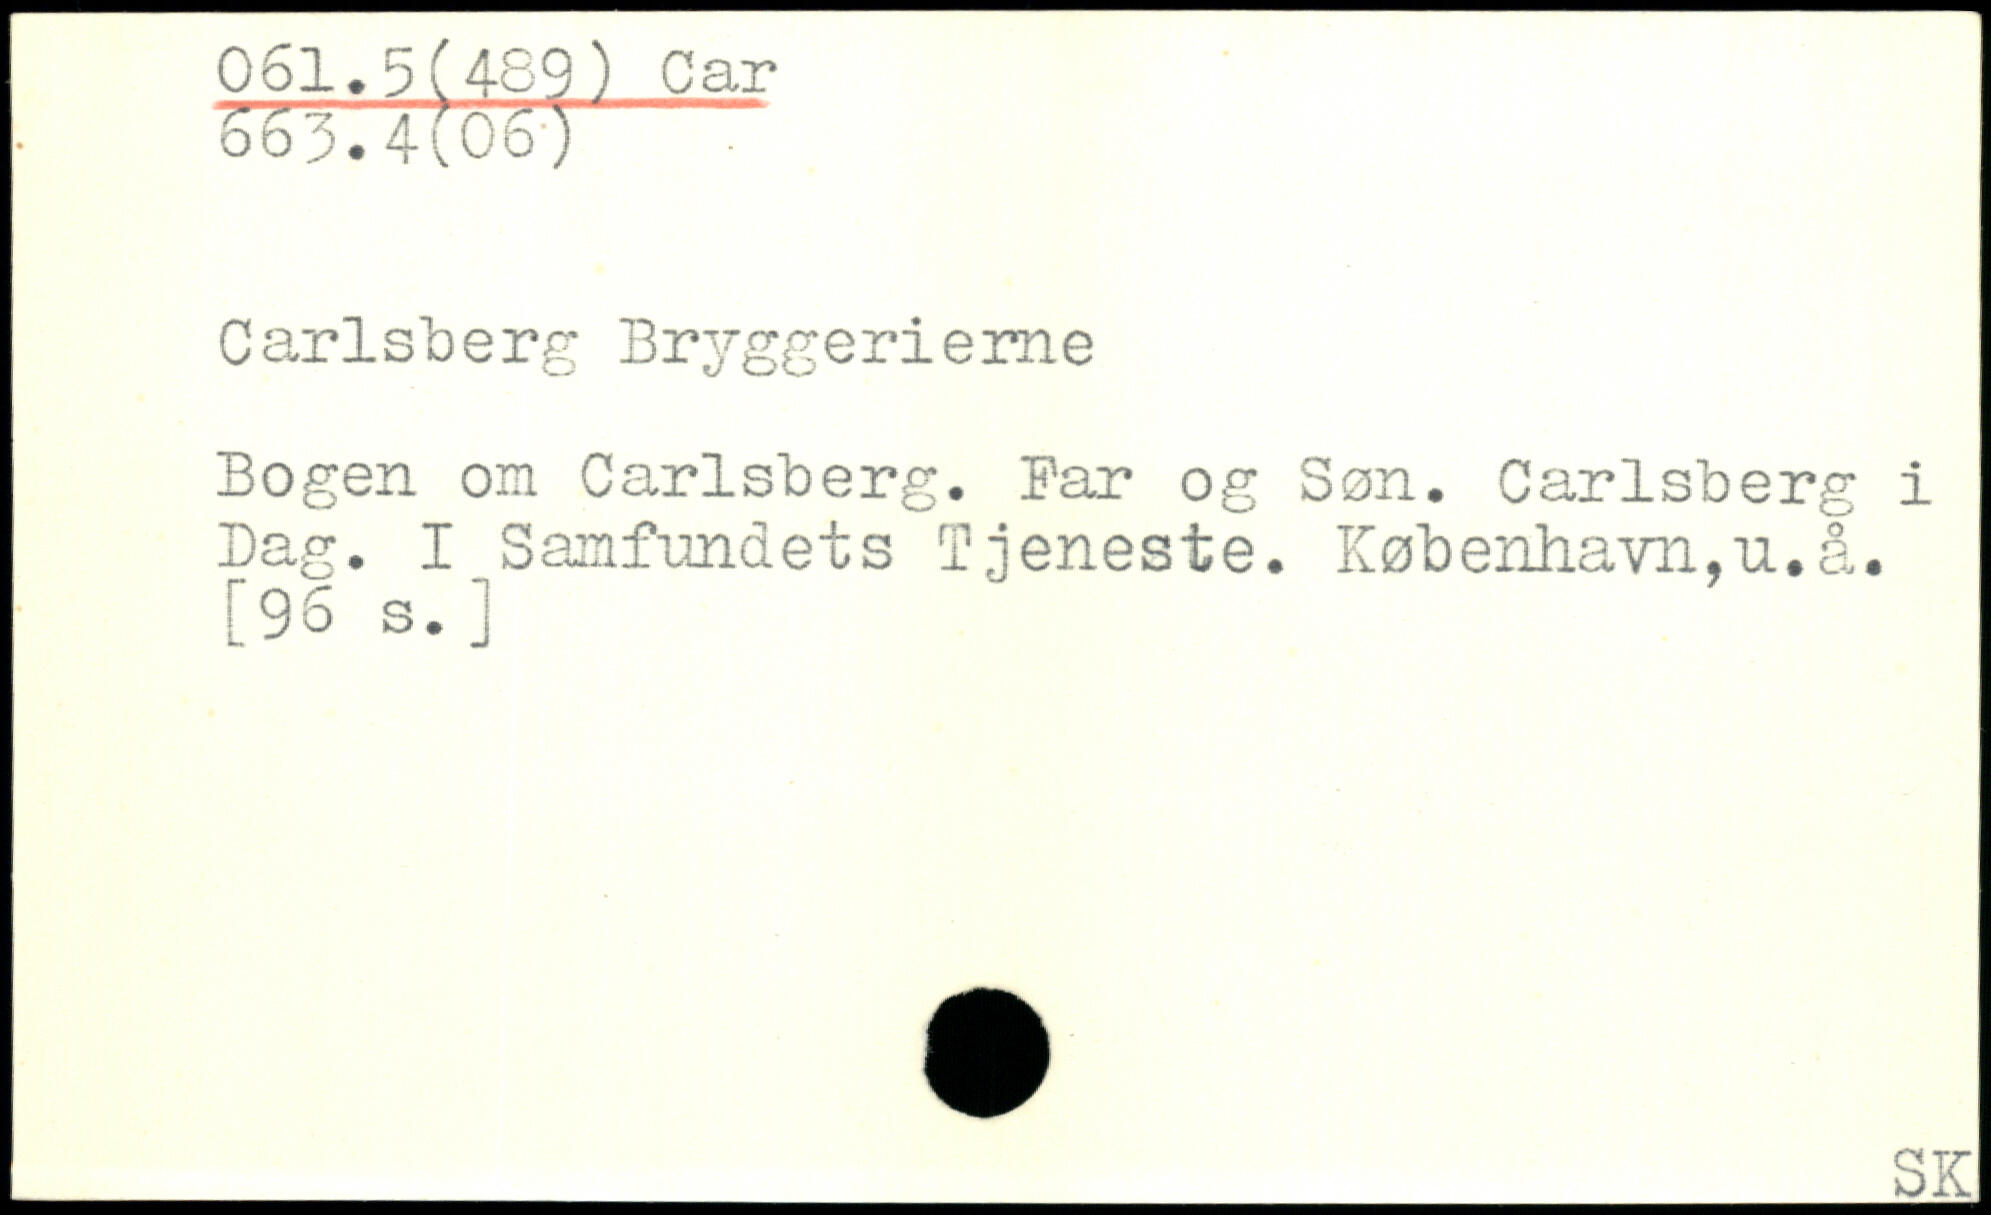 061.5(489) Car
663.4(06)
Carlsberg Bryggerierne
Bogen om Carlsberg. Far og Søn. Carlsberg i
Dag. I Samfundets Tjeneste. København,u.å.
[96 s.]
SK